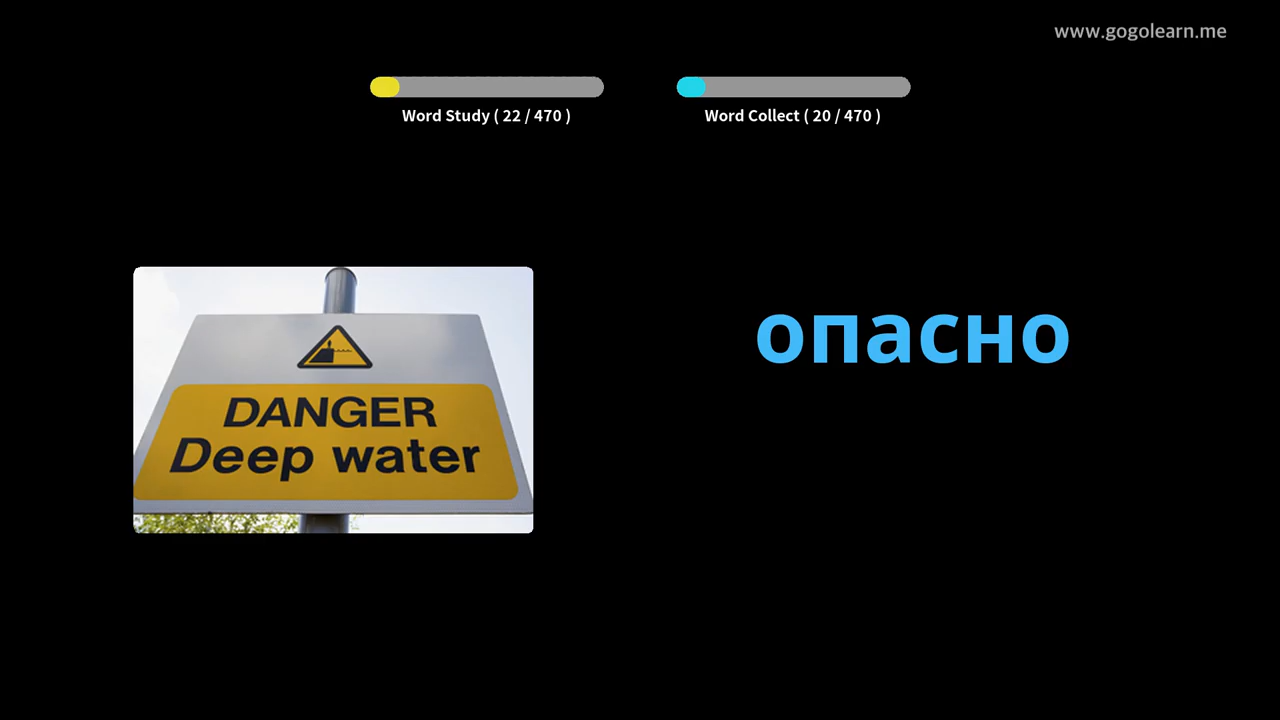 www.gogolearn.me
Word Study ( 22 / 470 )
Word Collect ( 20 / 470 )
DANGER
Deep water
опасно